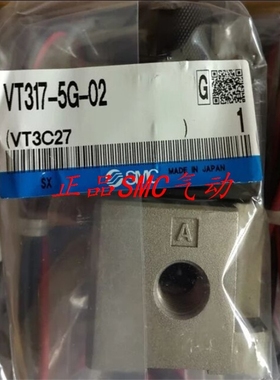 VT317-5G-02
G
(VT3C27 )
1
SX SMC MADE IN JAPAN
正品SMC气动
A